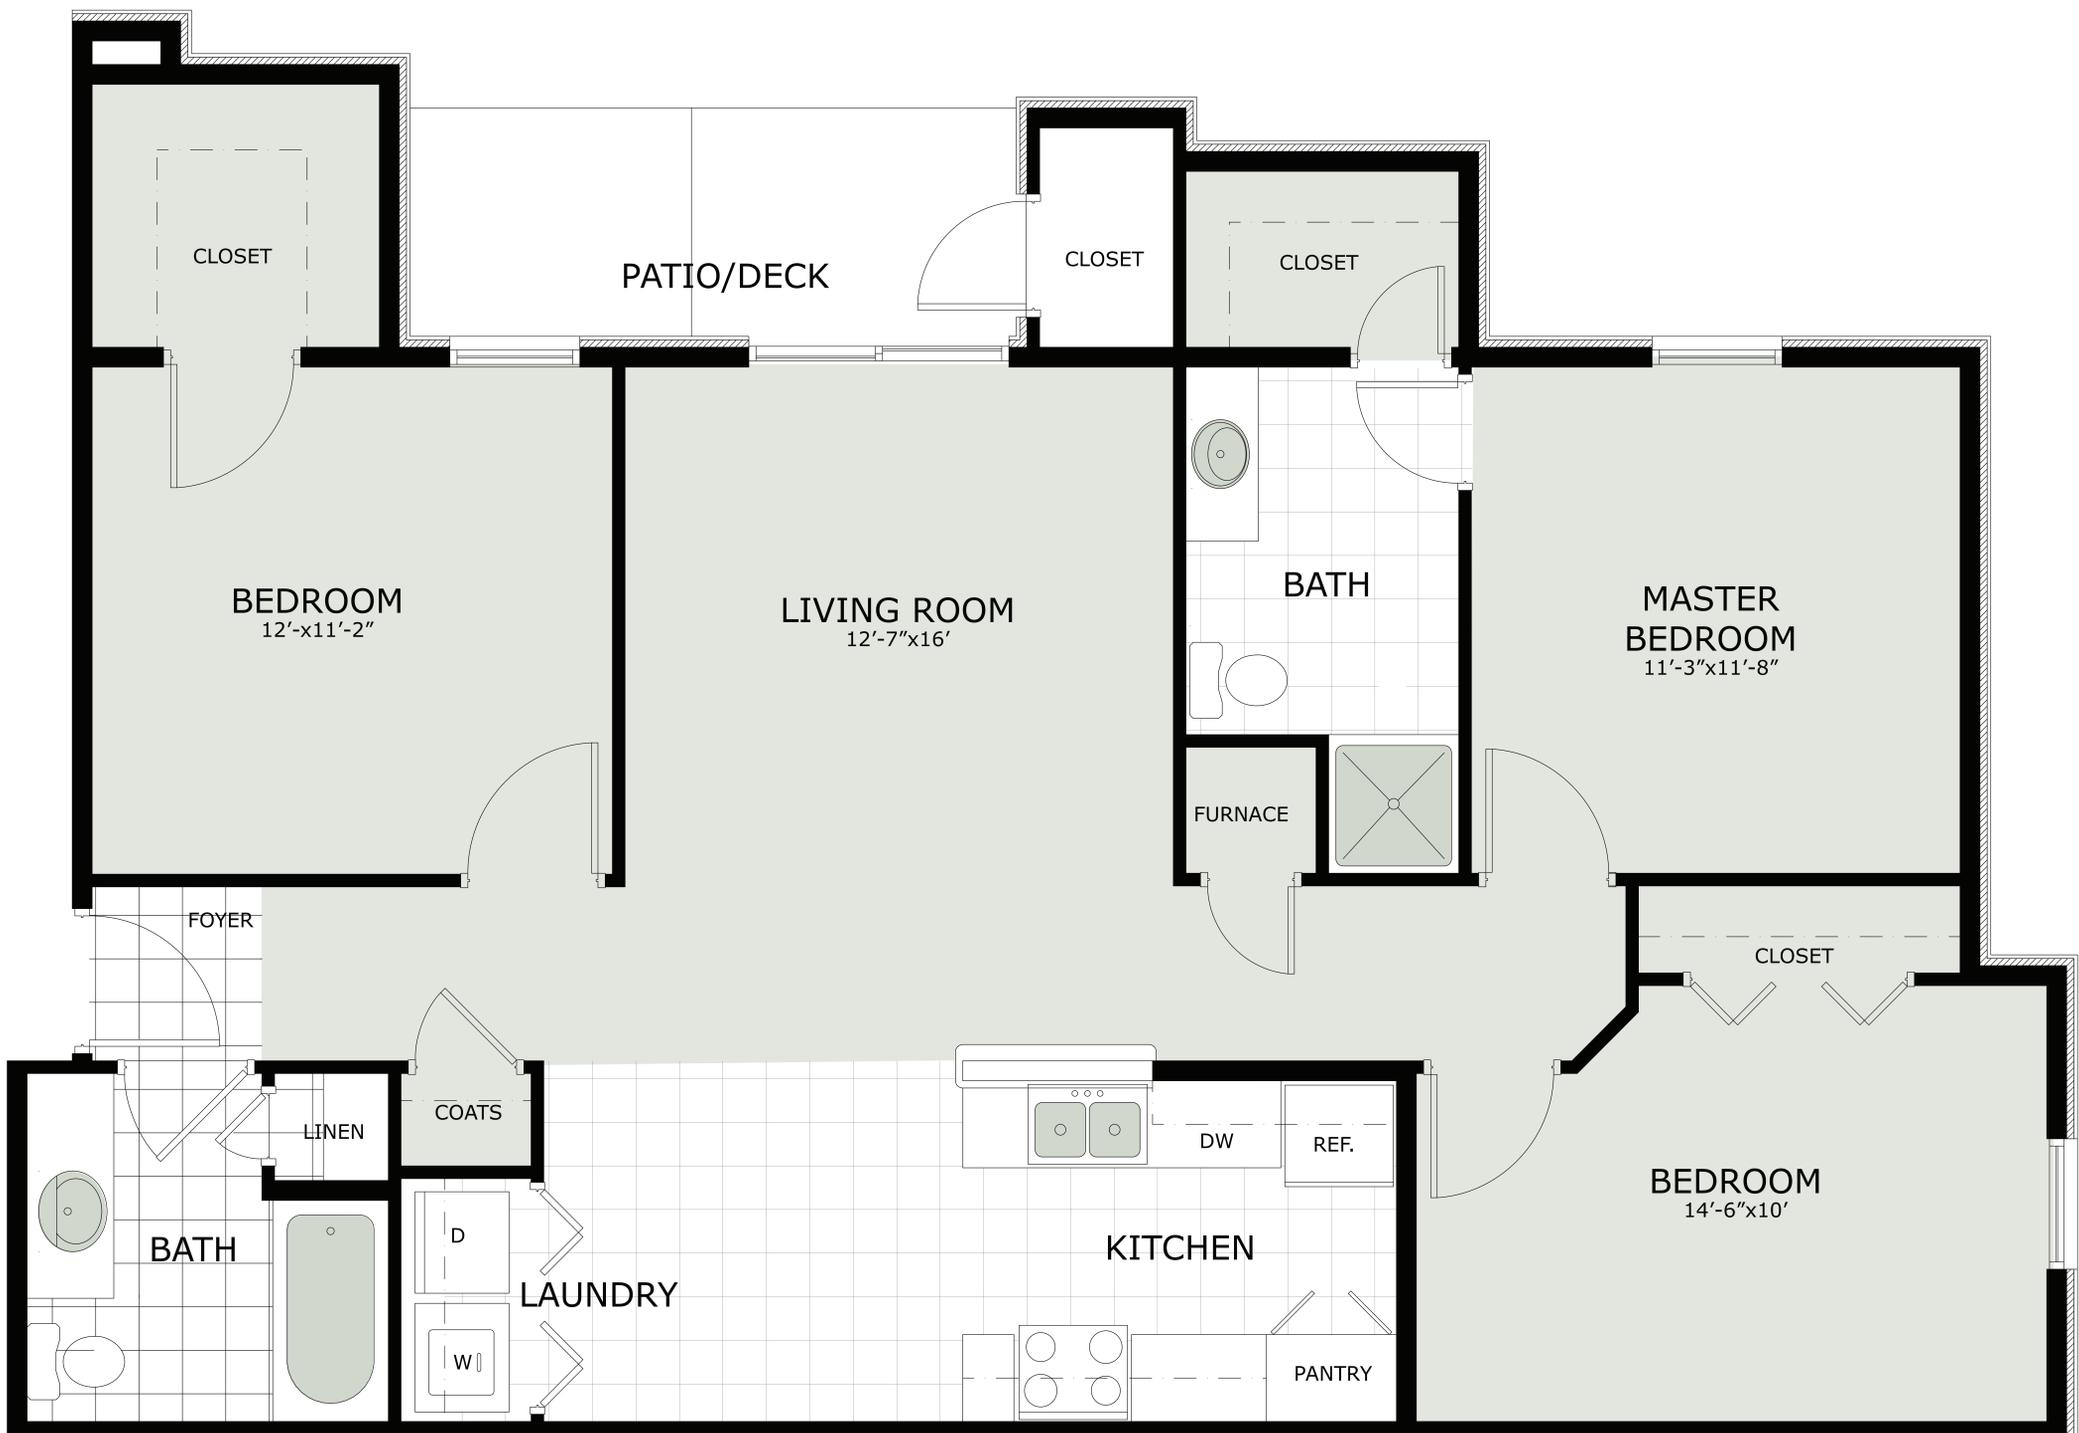 CLOSET
PATIO/DECK
CLOSET
CLOSET
BEDROOM
12’-x11’-2”
LIVING ROOM
12’-7”x16’
BATH
MASTER
BEDROOM
11’-3”x11’-8”
FURNACE
FOYER
CLOSET
COATS
LINEN
DW
REF.
BEDROOM
14’-6”x10’
BATH
D
LAUNDRY
KITCHEN
W
PANTRY